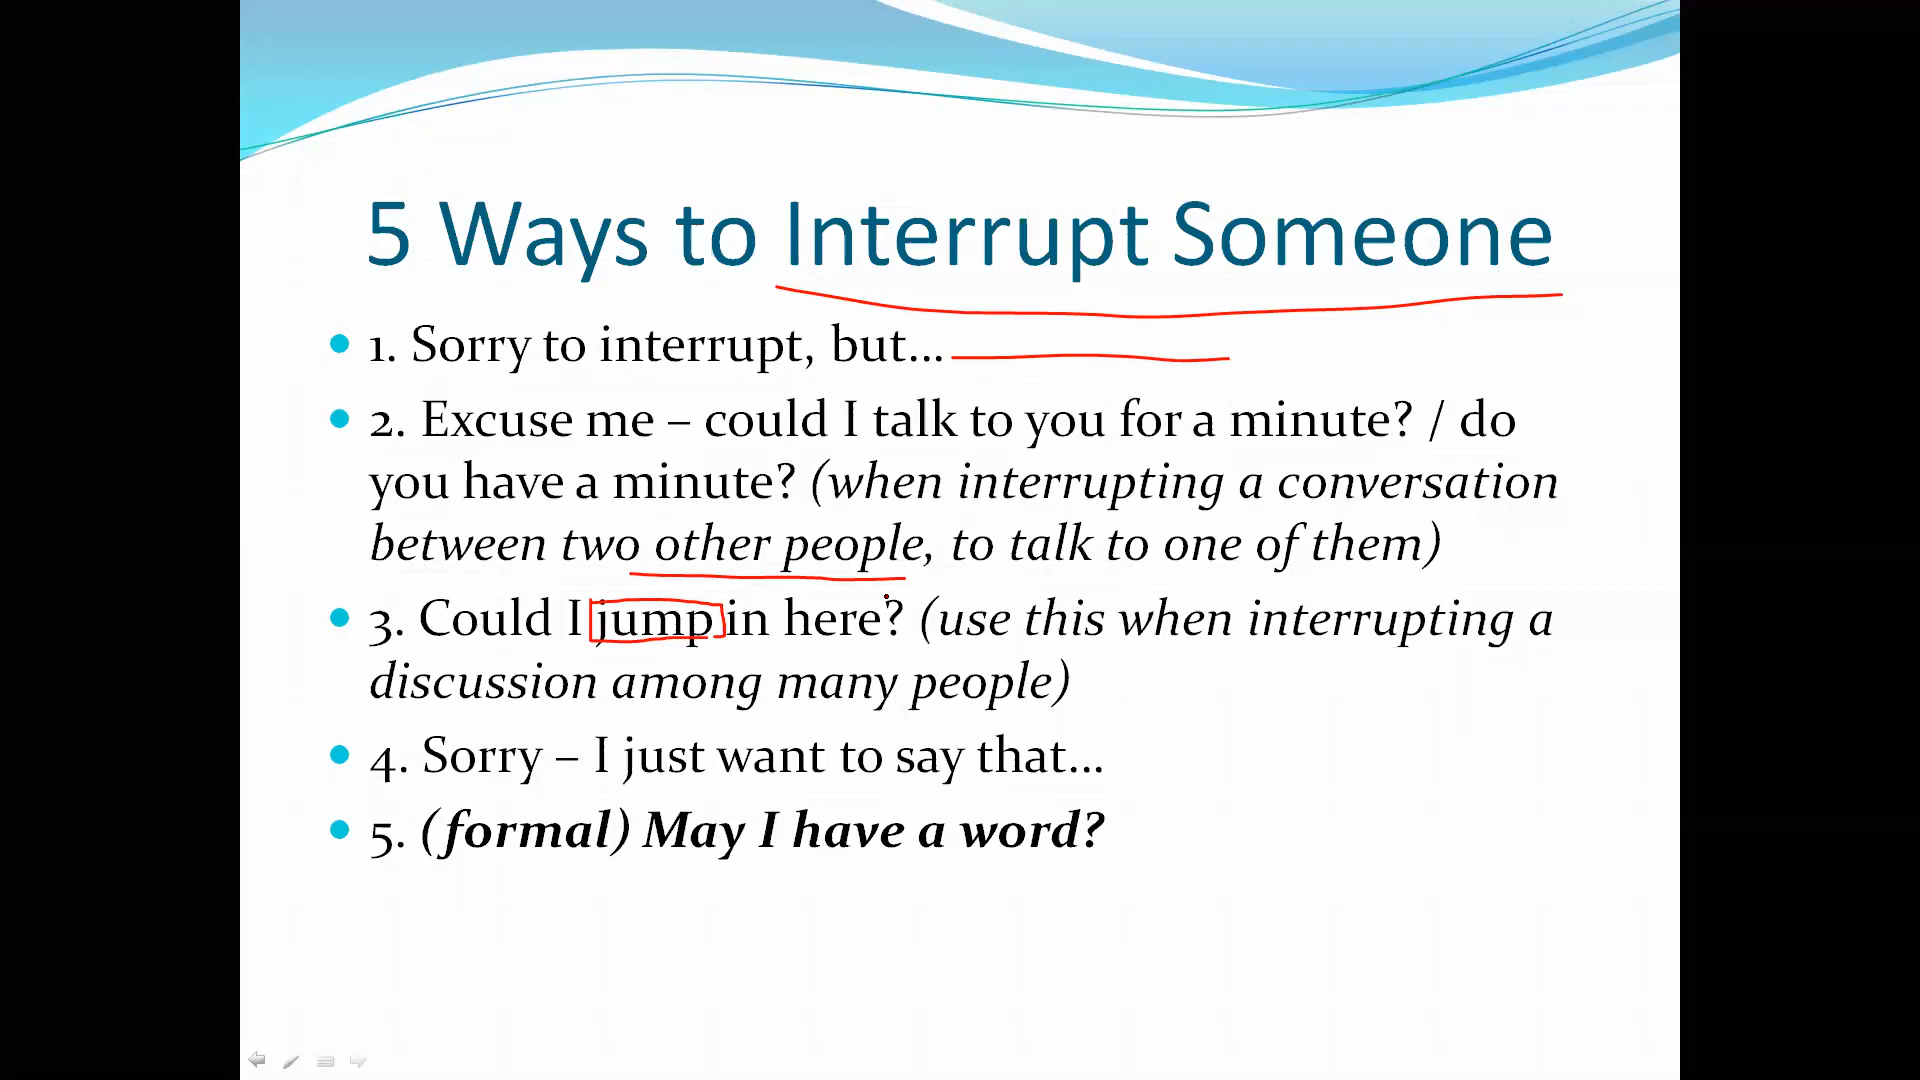 5 Ways to Interrupt Someone
• 1. Sorry to interrupt, but...
• 2. Excuse me – could I talk to you for a minute? / do
you have a minute? (when interrupting a conversation
between two other people, to talk to one of them)
• 3. Could I jump in here? (use this when interrupting a
discussion among many people)
• 4. Sorry – I just want to say that...
• 5. (formal) May I have a word?